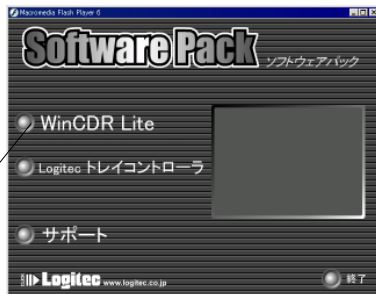 Macromedia Flash Player 6
Software Pack ソフトウェアパック
WinCDR Lite
Logitec トレイコントローラ
サポート
Logitec www.logitec.co.jp
終了